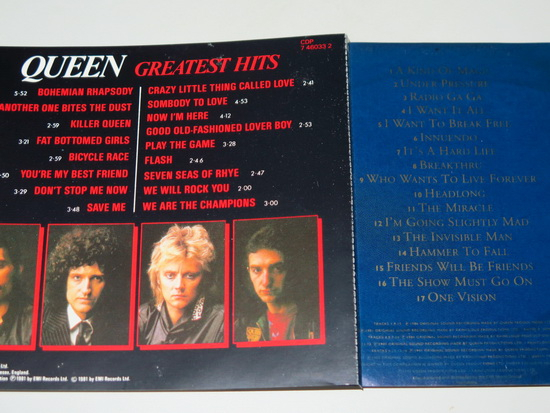 CDP
7 46033 2
QUEEN GREATEST HITS
5·52 BOHEMIAN RHAPSODY
ANOTHER ONE BITES THE DUST
2·59 KILLER QUEEN
3·21 FAT BOTTOMED GIRLS
2·59 BICYCLE RACE
·50 YOU'RE MY BEST FRIEND
3·29 DON'T STOP ME NOW
3·48 SAVE ME
CRAZY LITTLE THING CALLED LOVE 2·41
SOMBODY TO LOVE 4·53
NOW I'M HERE 4·12
GOOD OLD-FASHIONED LOVER BOY 2·53
PLAY THE GAME 3·28
FLASH 2·46
SEVEN SEAS OF RHYE 2·47
WE WILL ROCK YOU 2·00
WE ARE THE CHAMPIONS 3·00
Ltd.
England.
℗ 1981 by EMI Records Ltd. © 1981 by EMI Records Ltd.
1 A KIND OF MAGIC
2 UNDER PRESSURE
3 RADIO GA GA
4 I WANT IT ALL
5 I WANT TO BREAK FREE
6 INNUENDO
7 IT'S A HARD LIFE
8 BREAKTHRU
9 WHO WANTS TO LIVE FOREVER
10 HEADLONG
11 THE MIRACLE
12 I'M GOING SLIGHTLY MAD
13 THE INVISIBLE MAN
14 HAMMER TO FALL
15 FRIENDS WILL BE FRIENDS
16 THE SHOW MUST GO ON
17 ONE VISION